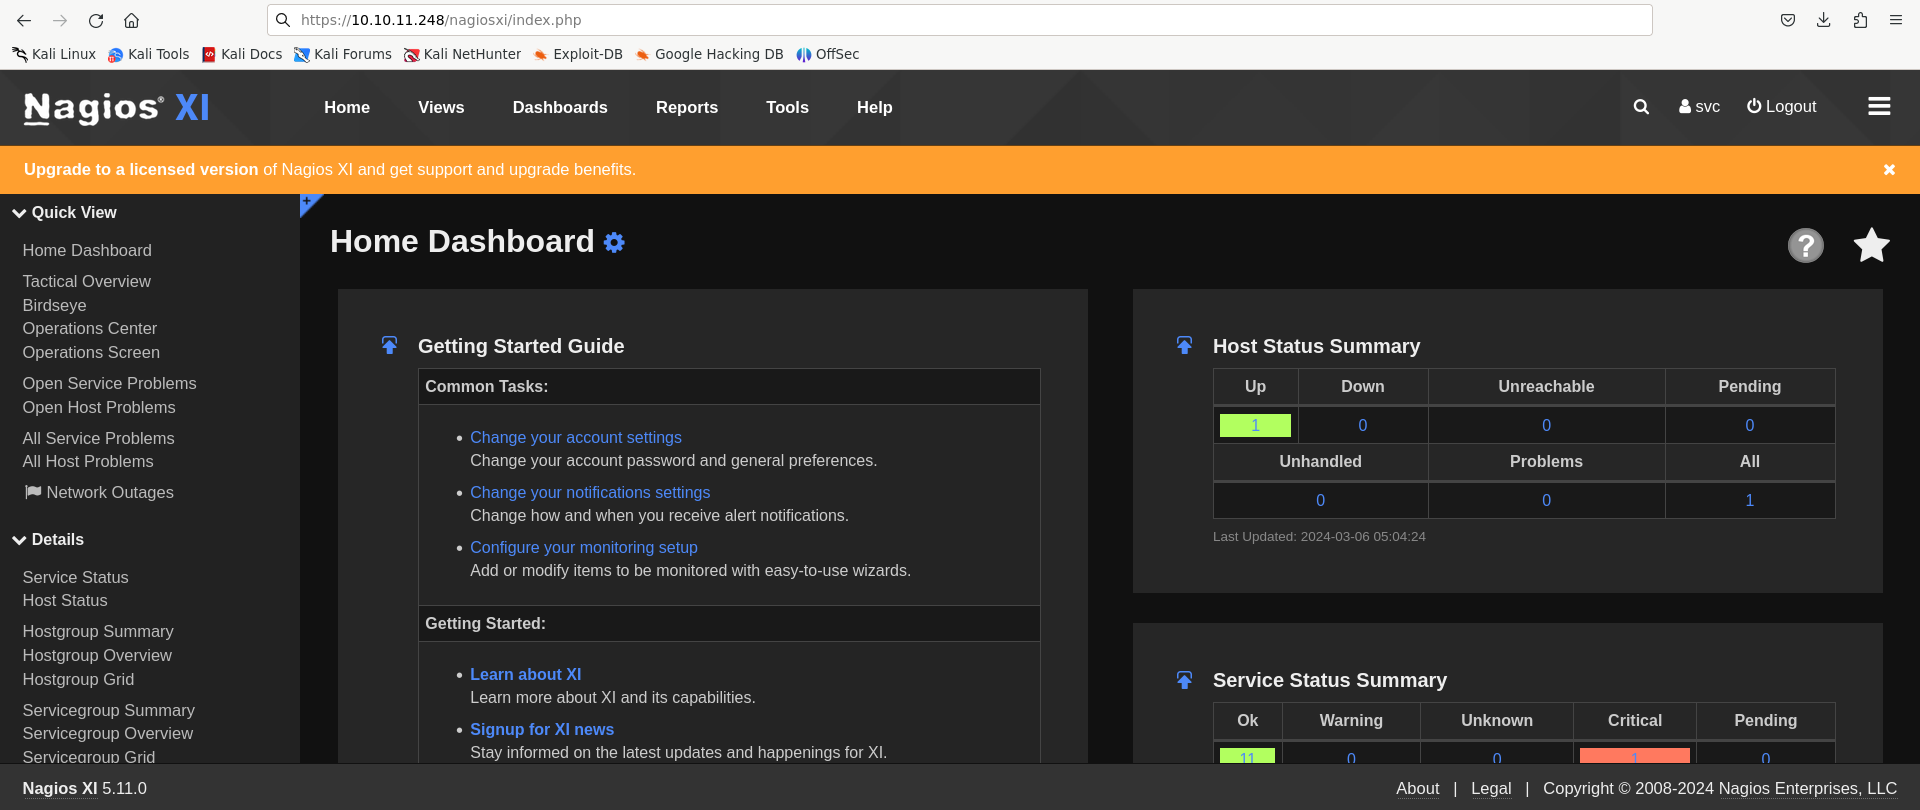 https://10.10.11.248/nagiosxi/index.php
Kali Linux Kali Tools Kali Docs Kali Forums Kali NetHunter Exploit-DB Google Hacking DB OffSec
Nagios® XI Home Views Dashboards Reports Tools Help svc Logout
Upgrade to a licensed version of Nagios XI and get support and upgrade benefits.
Quick View
Home Dashboard
Tactical Overview
Birdseye
Operations Center
Operations Screen
Open Service Problems
Open Host Problems
All Service Problems
All Host Problems
Network Outages
Details
Service Status
Host Status
Hostgroup Summary
Hostgroup Overview
Hostgroup Grid
Servicegroup Summary
Servicegroup Overview
Servicegroup Grid
Home Dashboard
Getting Started Guide
Common Tasks:
• Change your account settings
Change your account password and general preferences.
• Change your notifications settings
Change how and when you receive alert notifications.
• Configure your monitoring setup
Add or modify items to be monitored with easy-to-use wizards.
Getting Started:
• Learn about XI
Learn more about XI and its capabilities.
• Signup for XI news
Stay informed on the latest updates and happenings for XI.
Host Status Summary
Up Down Unreachable Pending
1 0 0 0
Unhandled Problems All
0 0 1
Last Updated: 2024-03-06 05:04:24
Service Status Summary
Ok Warning Unknown Critical Pending
11 0 0 1 0
Nagios XI 5.11.0 About | Legal | Copyright © 2008-2024 Nagios Enterprises, LLC